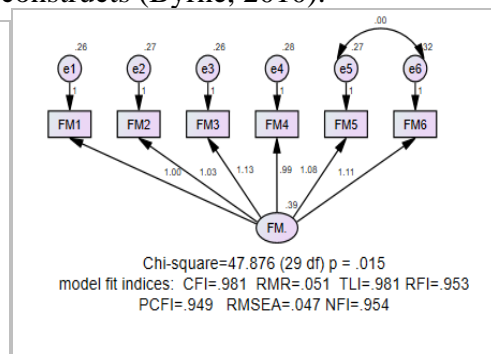 constructs (Byrne, 2016).
.00
.26 .27 .26 .28 .27 .32
e1 e2 e3 e4 e5 e6
1 1 1 1 1 1
FM1 FM2 FM3 FM4 FM5 FM6
1.00 1.03 1.13 .99 1.08 1.11
.39
FM.
Chi-square=47.876 (29 df) p = .015
model fit indices: CFI=.981 RMR=.051 TLI=.981 RFI=.953
PCFI=.949 RMSEA=.047 NFI=.954